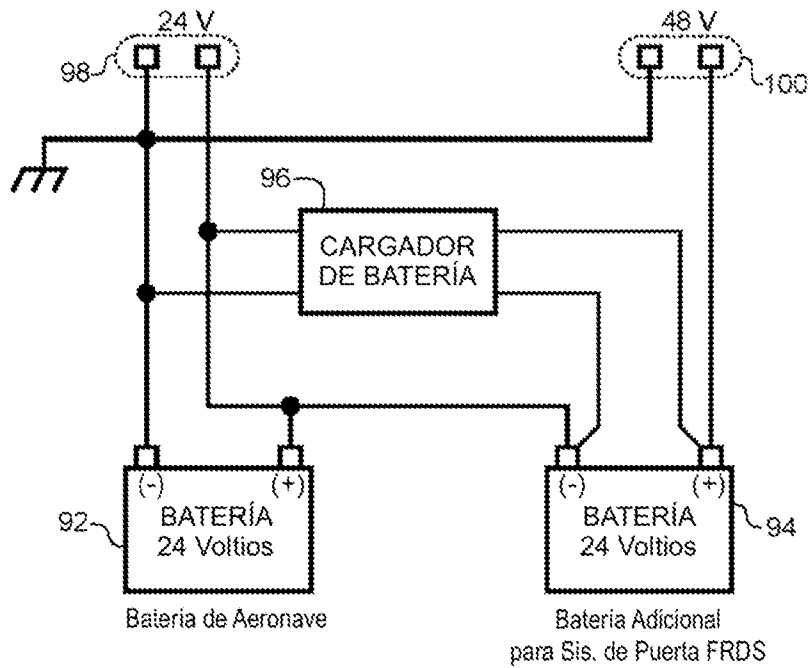 24 V
48 V
98
100
96
CARGADOR
DE BATERÍA
(-)
(+)
(-)
(+)
92
BATERÍA
24 Voltios
BATERÍA
24 Voltios
94
Batería de Aeronave
Batería Adicional
para Sis. de Puerta FRDS